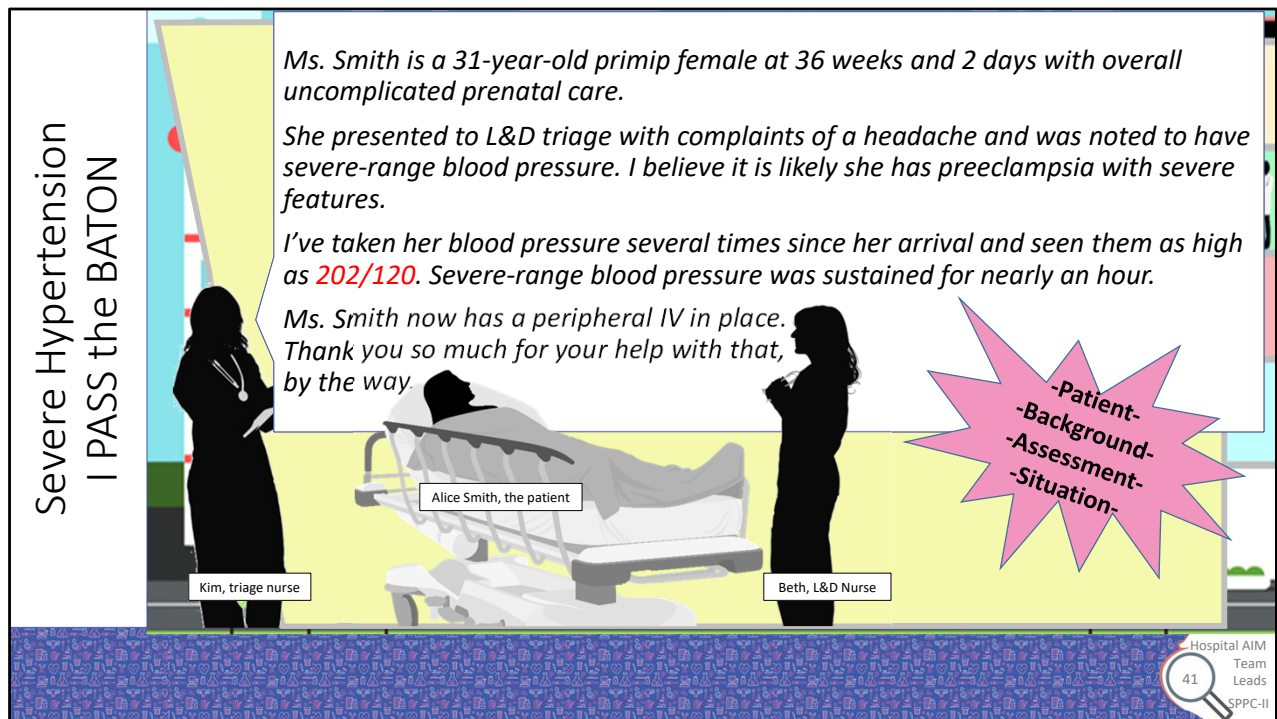 Severe Hypertension
I PASS the BATON
Ms. Smith is a 31-year-old primip female at 36 weeks and 2 days with overall
uncomplicated prenatal care.
She presented to L&D triage with complaints of a headache and was noted to have
severe-range blood pressure. I believe it is likely she has preeclampsia with severe
features.
I’ve taken her blood pressure several times since her arrival and seen them as high
as 202/120. Severe-range blood pressure was sustained for nearly an hour.
Ms. Smith now has a peripheral IV in place.
Thank you so much for your help with that,
by the way.
-Patient-
-Background-
-Assessment-
-Situation-
Alice Smith, the patient
Kim, triage nurse
Beth, L&D Nurse
Hospital AIM
Team
Leads
41
SPPC-II